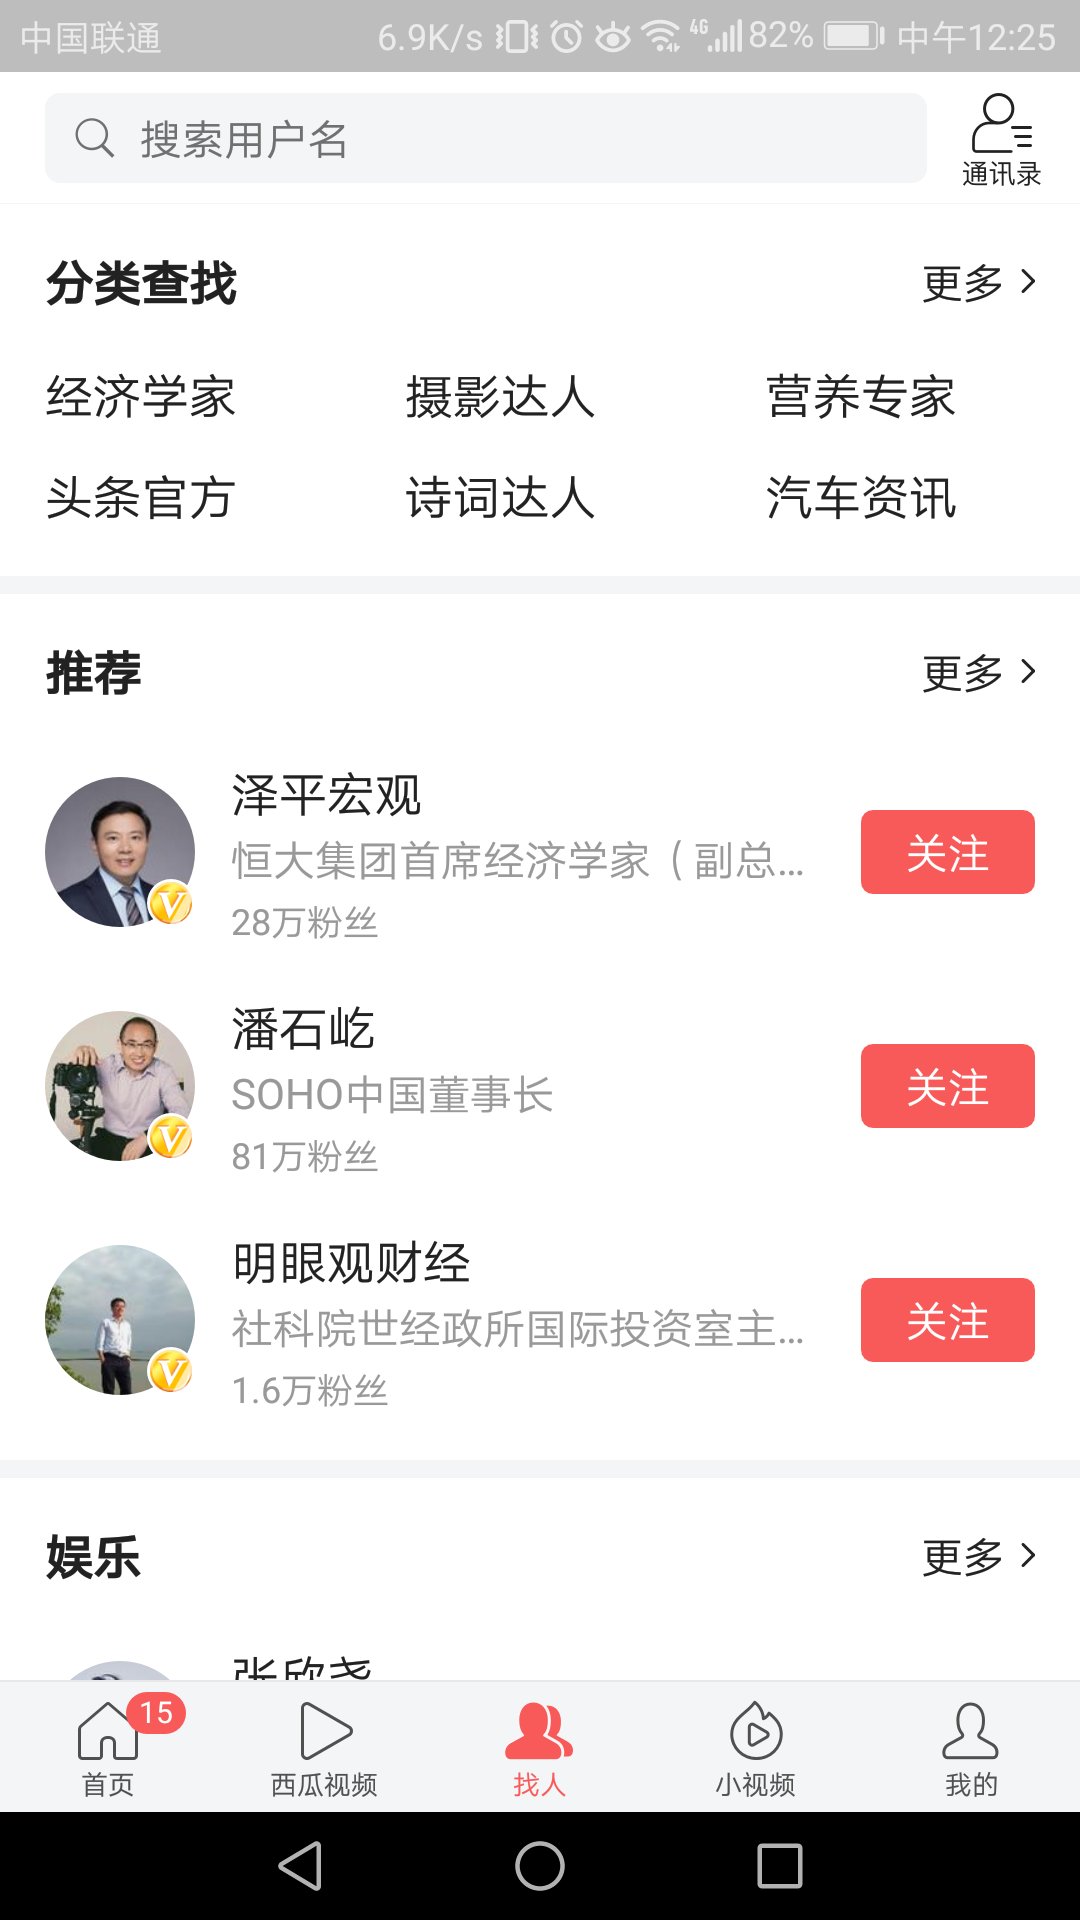 中国联通 6.9K/s 4G 82% 中午12:25
搜索用户名
通讯录
分类查找 更多
经济学家 摄影达人 营养专家
头条官方 诗词达人 汽车资讯
推荐 更多
泽平宏观
恒大集团首席经济学家（副总...
28万粉丝
关注
潘石屹
SOHO中国董事长
81万粉丝
关注
明眼观财经
社科院世经政所国际投资室主...
1.6万粉丝
关注
娱乐 更多
张欣尧
15
首页 西瓜视频 找人 小视频 我的